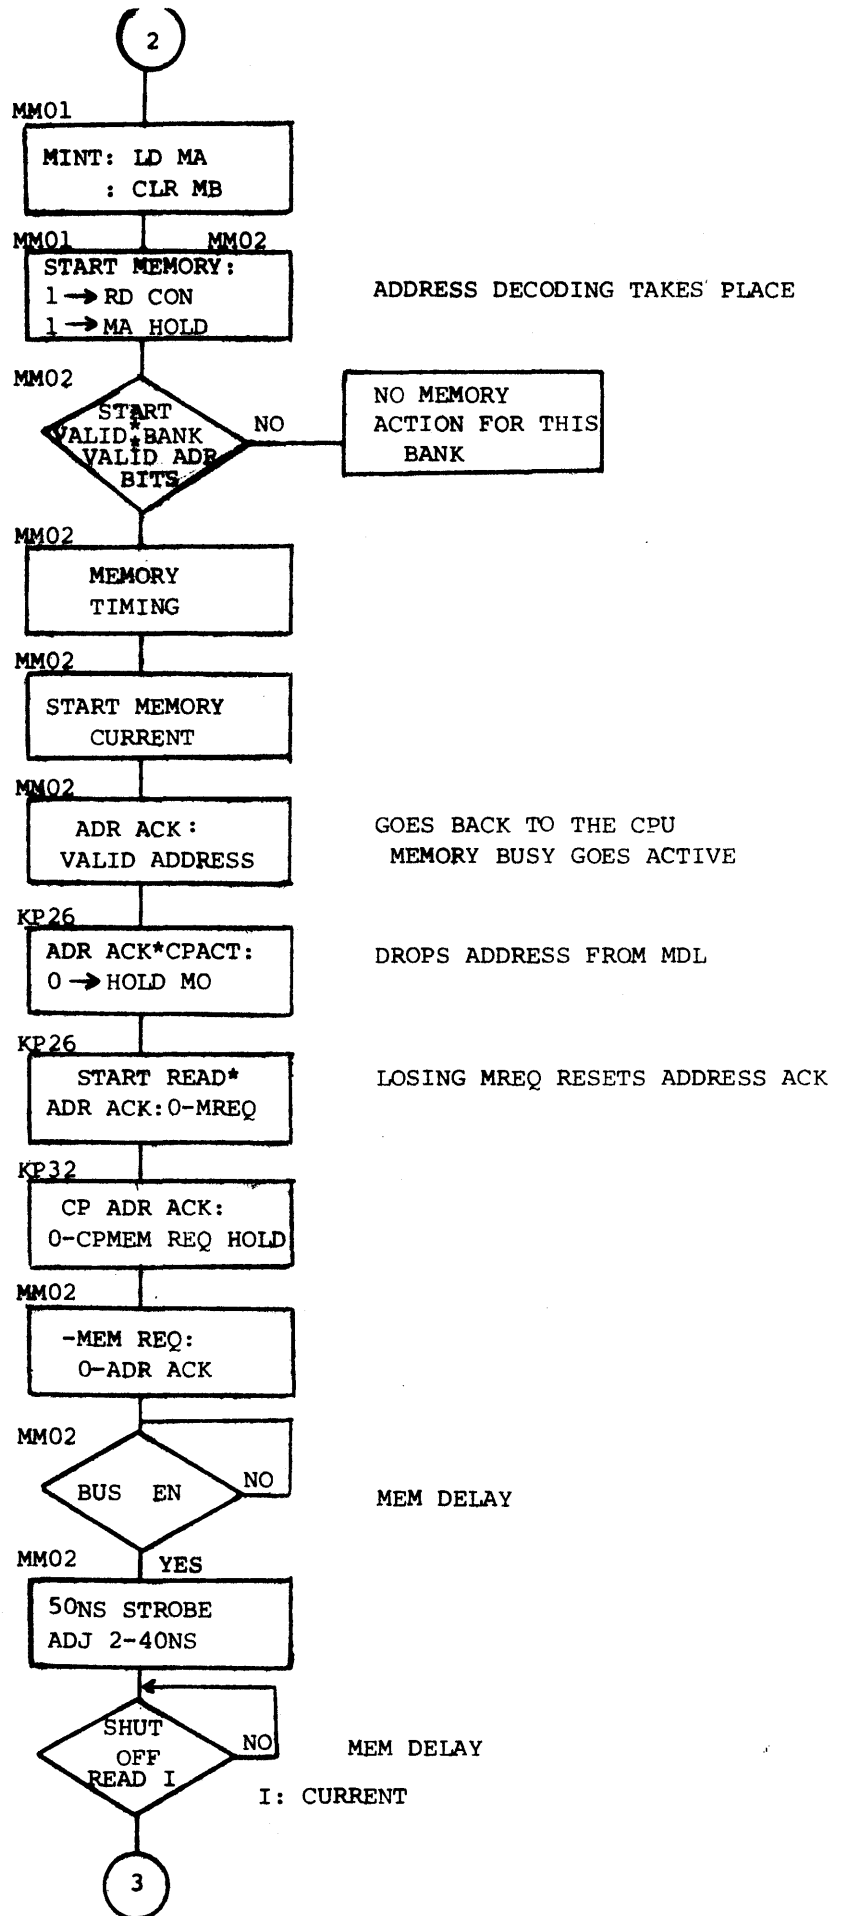 2
MM01
MINT: LD MA
: CLR MB
MM01 MM02
START MEMORY:
1→RD CON
1→MA HOLD
ADDRESS DECODING TAKES PLACE
MM02
START
*
VALID BANK
*
VALID ADR
BITS
NO
NO MEMORY
ACTION FOR THIS
BANK
MM02
MEMORY
TIMING
MM02
START MEMORY
CURRENT
MM02
ADR ACK:
VALID ADDRESS
GOES BACK TO THE CPU
MEMORY BUSY GOES ACTIVE
KP26
ADR ACK*CPACT:
0→HOLD MO
DROPS ADDRESS FROM MDL
KP26
START READ*
ADR ACK:0-MREQ
LOSING MREQ RESETS ADDRESS ACK
KP32
CP ADR ACK:
0-CPMEM REQ HOLD
MM02
-MEM REQ:
0-ADR ACK
MM02
BUS EN
NO
MEM DELAY
MM02
YES
50NS STROBE
ADJ 2-40NS
SHUT
OFF
READ I
NO
MEM DELAY
I: CURRENT
3